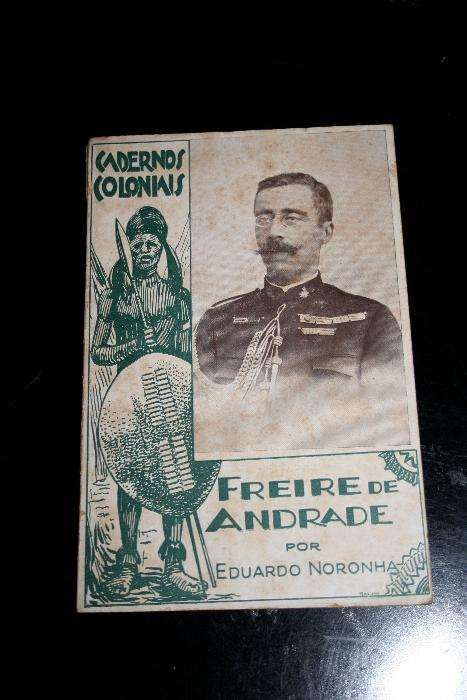 CADERNOS
COLONIAIS
FREIRE DE
ANDRADE
POR
EDUARDO NORONHA